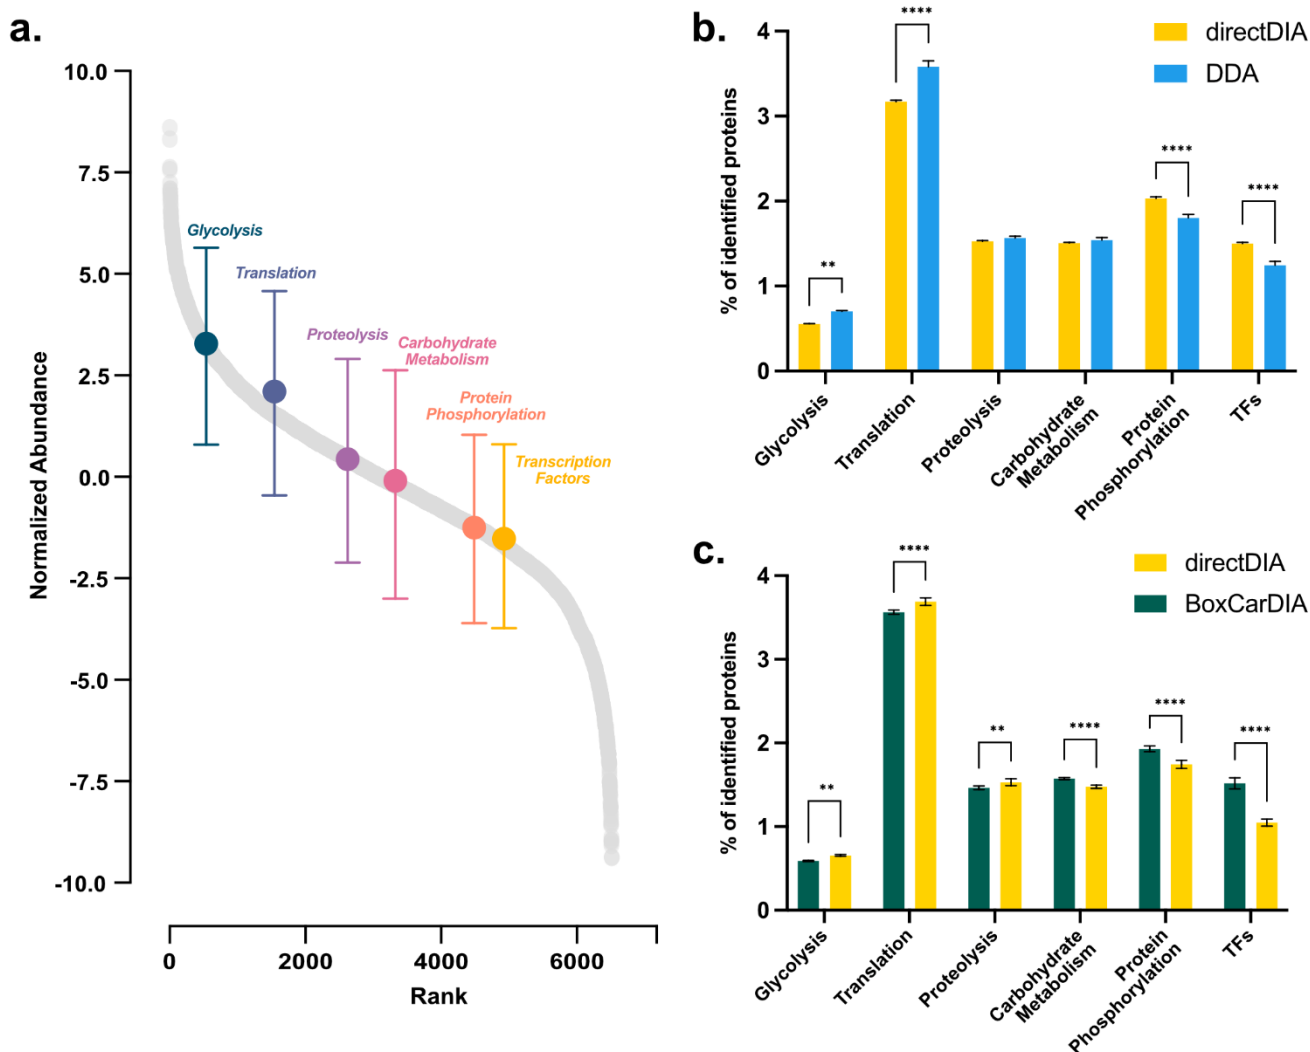 a.
10.0
7.5
5.0
2.5
0.0
-2.5
-5.0
-7.5
-10.0
Normalized Abundance
Glycolysis
Translation
Proteolysis
Carbohydrate
Metabolism
Protein
Phosphorylation
Transcription
Factors
0
2000
4000
6000
Rank
b.
directDIA
DDA
4
3
2
1
0
% of identified proteins
**
****
****
****
Glycolysis
Translation
Proteolysis
Carbohydrate
Metabolism
Protein
Phosphorylation
TFs
c.
directDIA
BoxCarDIA
4
3
2
1
0
% of identified proteins
**
****
**
****
****
****
Glycolysis
Translation
Proteolysis
Carbohydrate
Metabolism
Protein
Phosphorylation
TFs